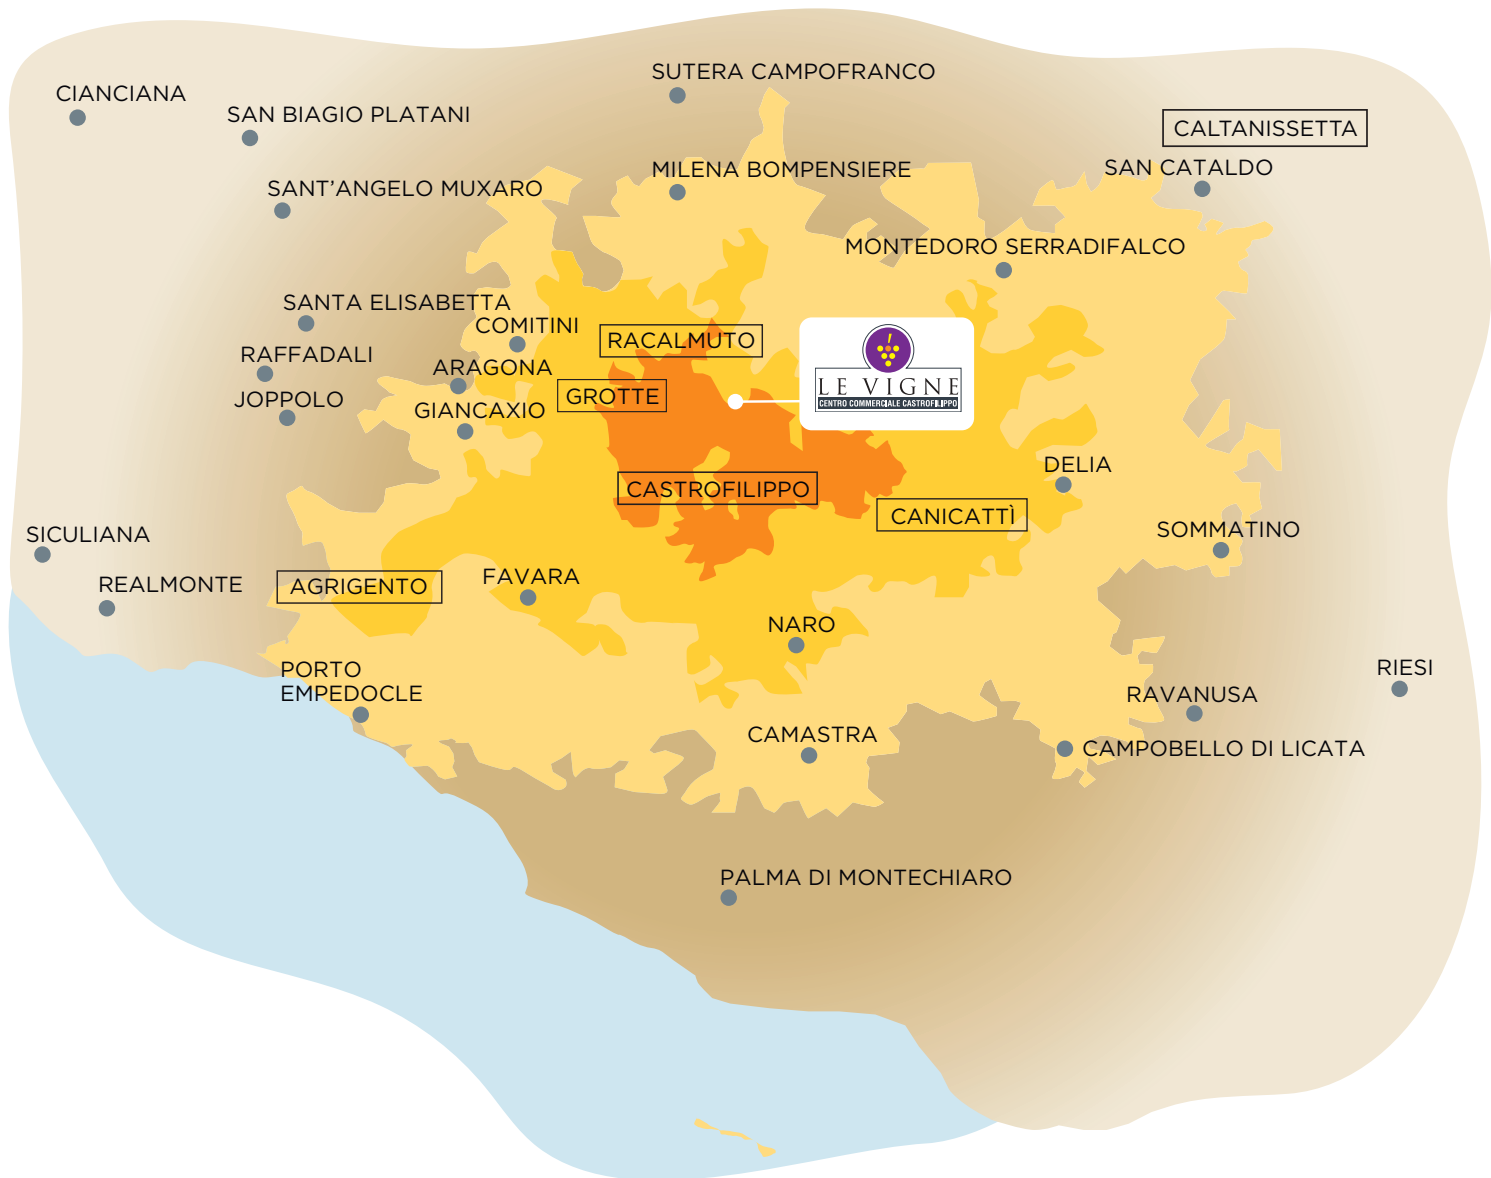 SUTERA CAMPOFRANCO
CIANCIANA
SAN BIAGIO PLATANI
CALTANISSETTA
MILENA BOMPENSIERE
SAN CATALDO
SANT'ANGELO MUXARO
MONTEDORO SERRADIFALCO
SANTA ELISABETTA
COMITINI
RACALMUTO
RAFFADALI
ARAGONA
LE VIGNE
CENTRO COMMERCIALE CASTROFILIPPO
GROTTE
JOPPOLO
GIANCAXIO
DELIA
CASTROFILIPPO
CANICATTÌ
SICULIANA
SOMMATINO
REALMONTE
AGRIGENTO
FAVARA
NARO
PORTO
EMPEDOCLE
RIESI
RAVANUSA
CAMASTRA
CAMPOBELLO DI LICATA
PALMA DI MONTECHIARO